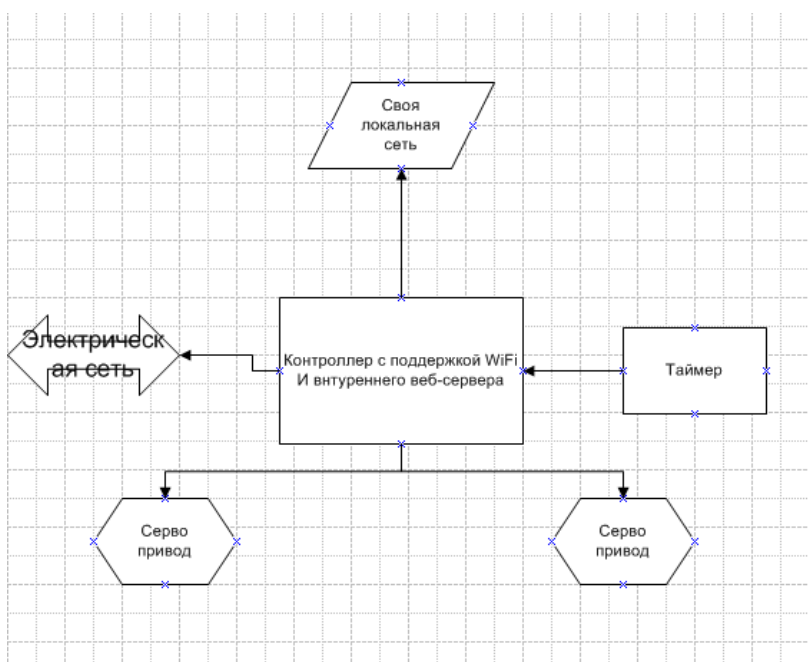 Своя
локальная
сеть
Электрическ
ая сеть
Контроллер с поддержкой WiFi
И внтуреннего веб-сервера
Таймер
Серво
привод
Серво
привод